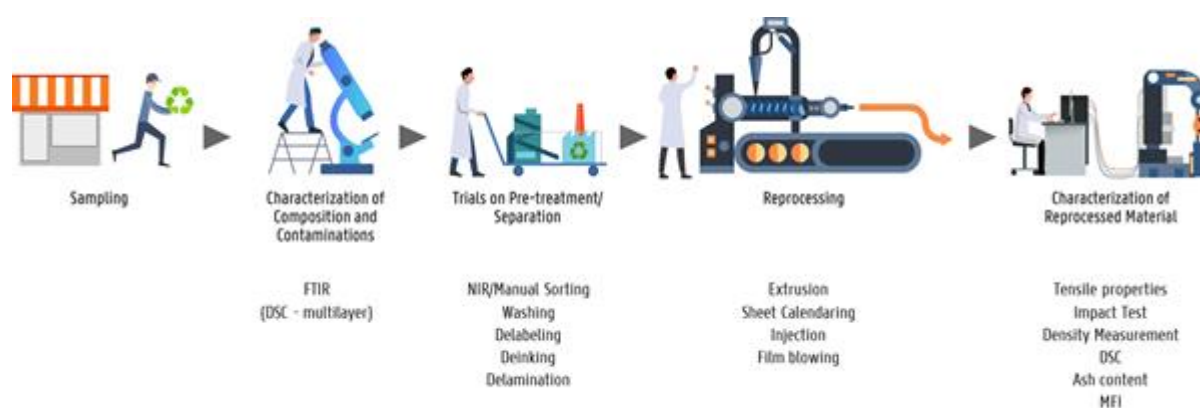 Sampling
Characterization of
Composition and
Contaminations
Trials on Pre-treatment/
Separation
Reprocessing
Characterization of
Reprocessed Material
FTIR
(DSC - multilayer)
NIR/Manual Sorting
Washing
Delabeling
Deinking
Delamination
Extrusion
Sheet Calendaring
Injection
Film blowing
Tensile properties
Impact Test
Density Measurement
DSC
Ash content
MFI